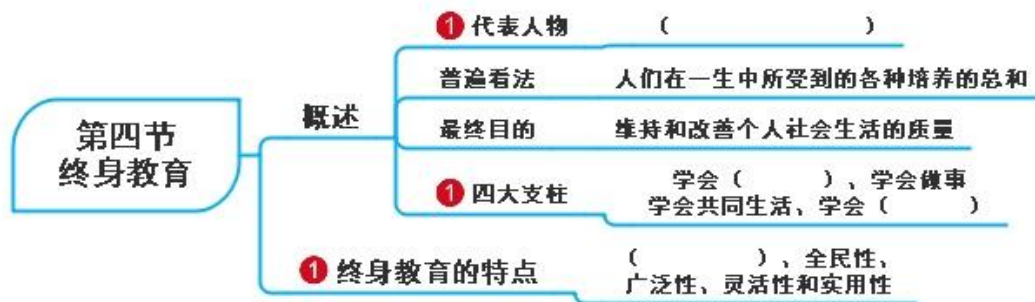 第四节
终身教育
概述
1 代表人物 （ ）
普遍看法 人们在一生中所受到的各种培养的总和
最终目的 维持和改善个人社会生活的质量
1 四大支柱 学会（ ）、学会做事
学会共同生活、学会（ ）
1 终身教育的特点 （ ）、全民性、
广泛性、灵活性和实用性